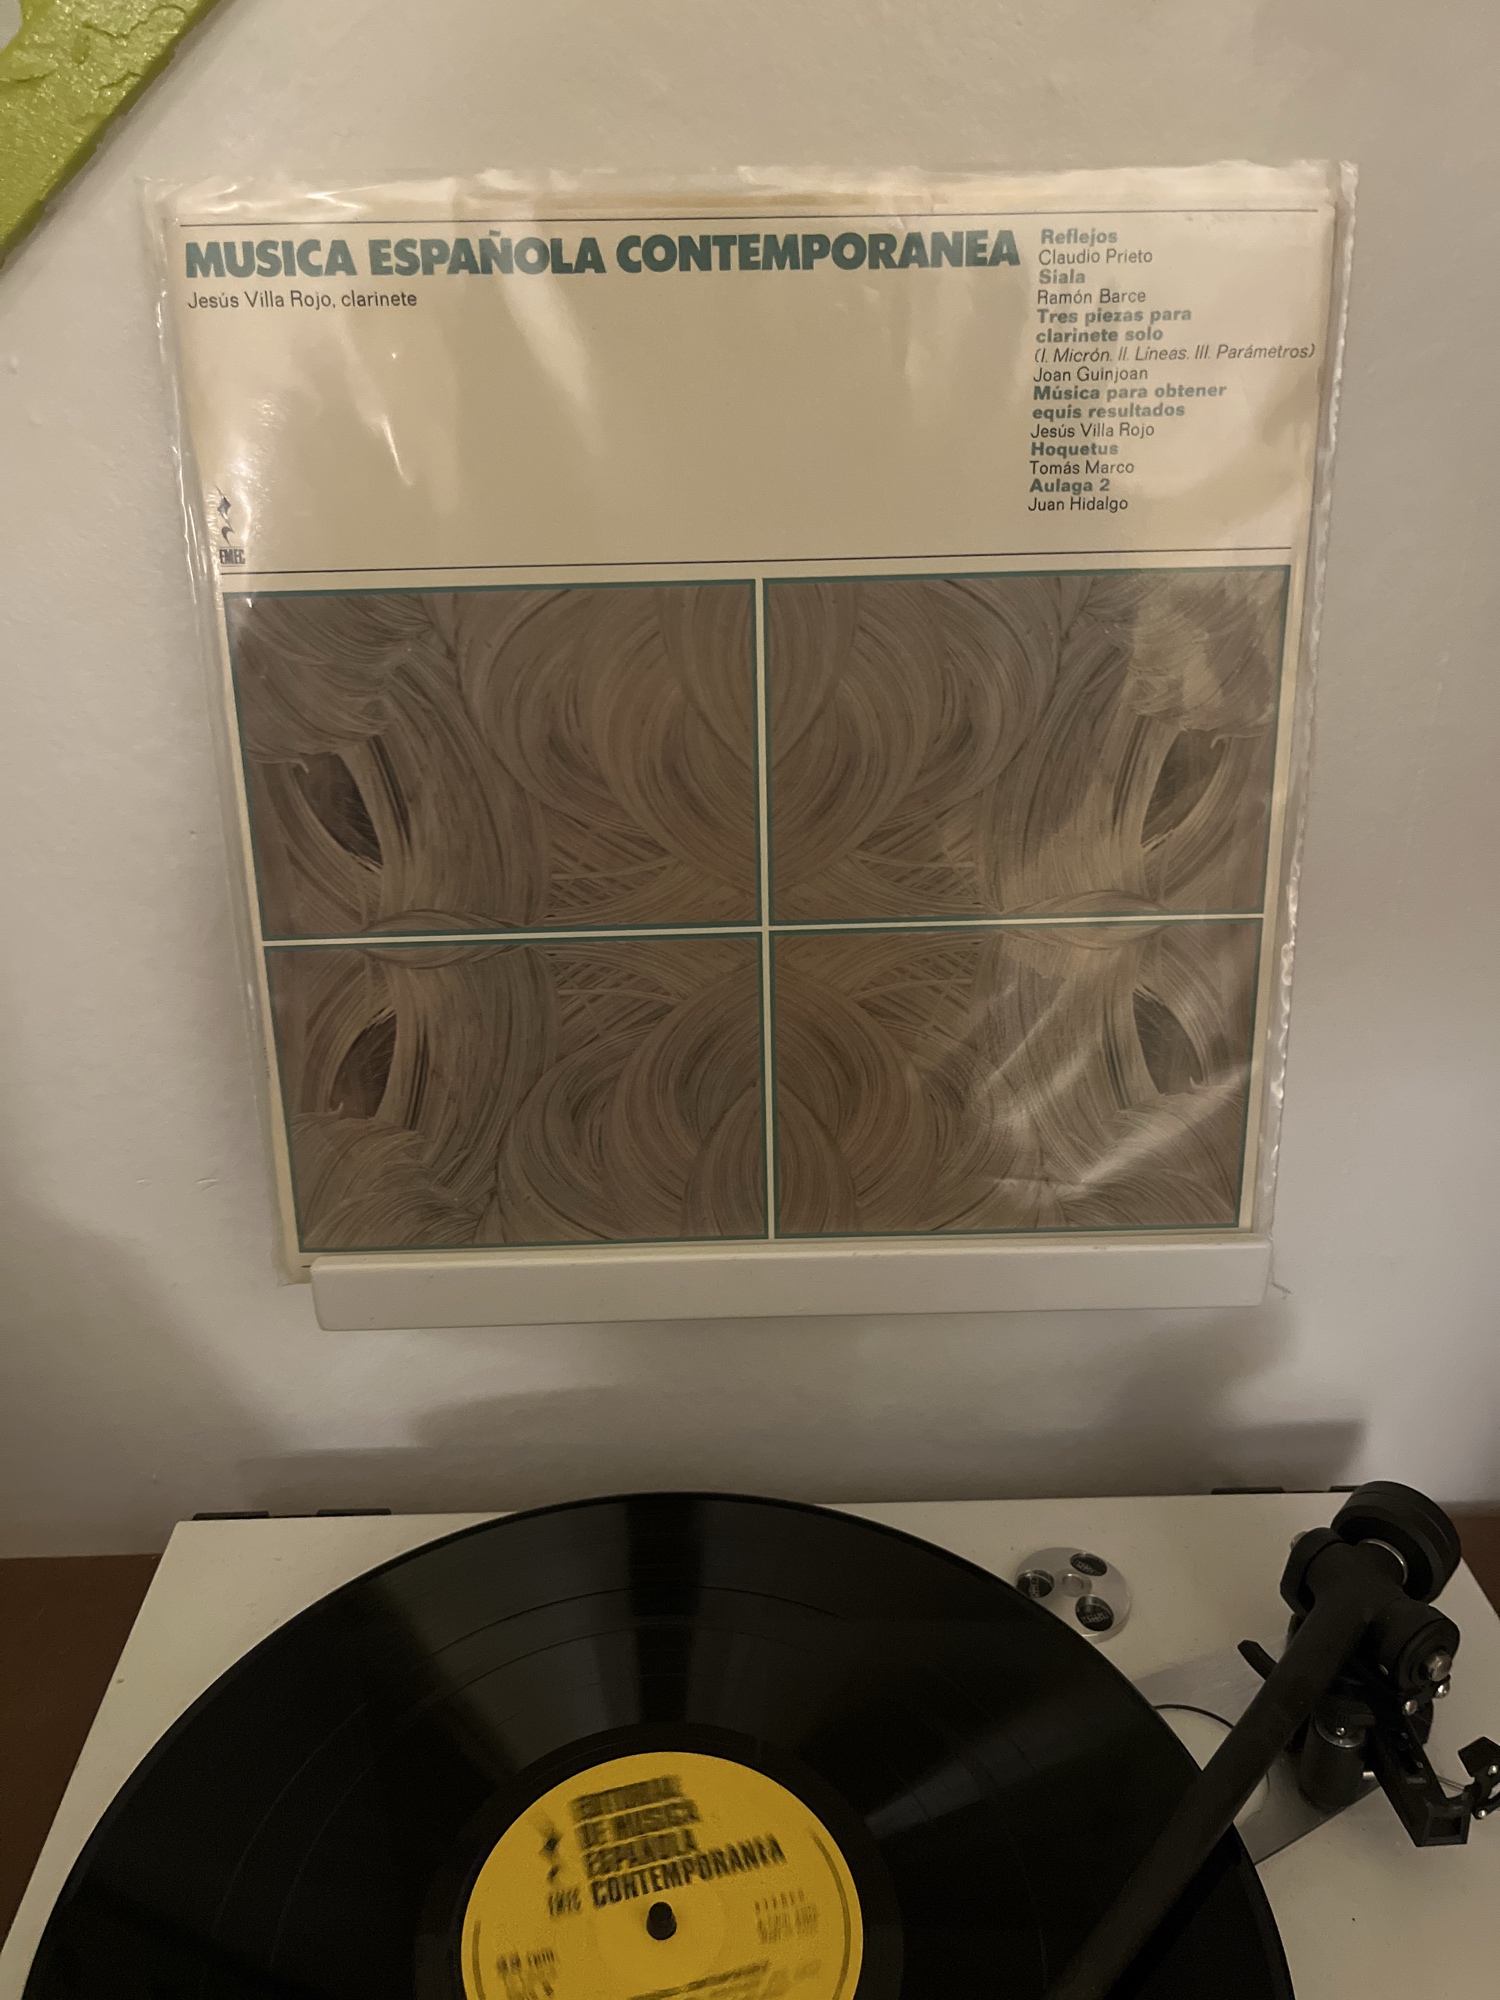 MUSICA ESPAÑOLA CONTEMPORANEA
Jesús Villa Rojo, clarinete
Reflejos
Claudio Prieto
Siala
Ramón Barce
Tres piezas para
clarinete solo
(I. Micrón. II. Líneas. III. Parámetros)
Joan Guinjoan
Música para obtener
equis resultados
Jesús Villa Rojo
Hoquetus
Tomás Marco
Aulaga 2
Juan Hidalgo
EMEC
EDITORIAL
DE MUSICA
ESPAÑOLA
EMEC CONTEMPORANEA